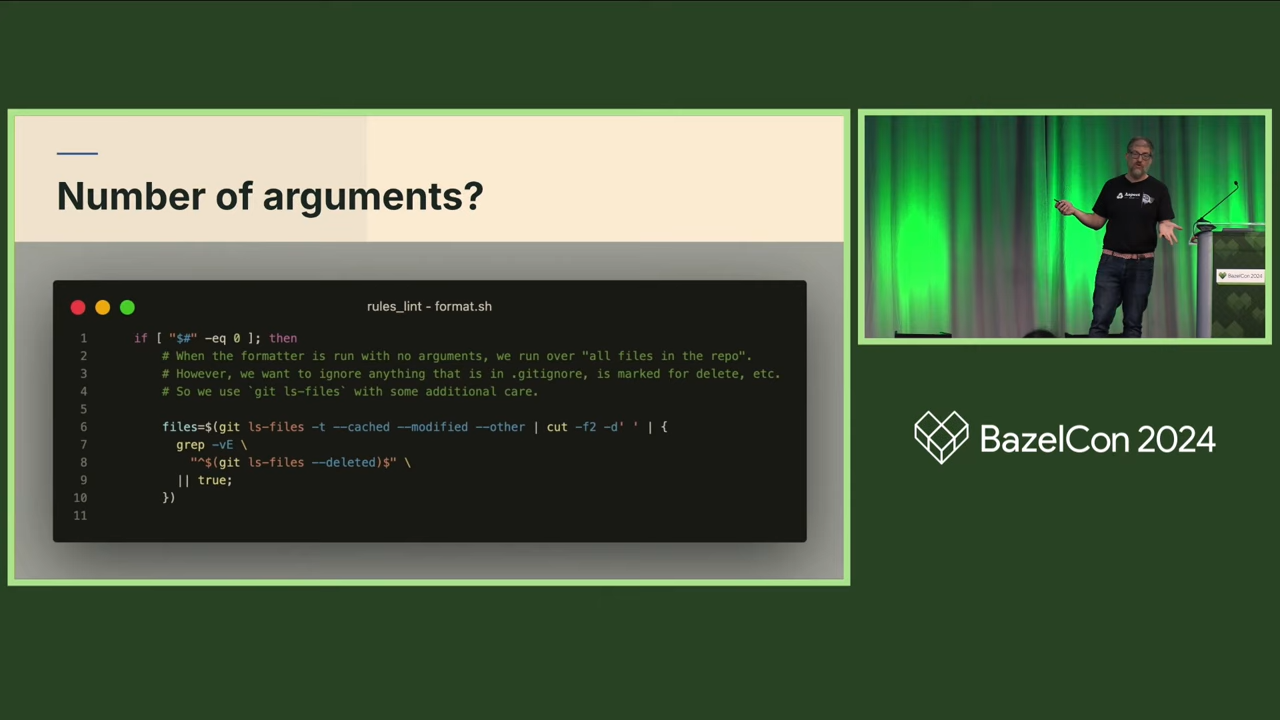 Number of arguments?
rules_lint - format.sh
1 if [ "$#" -eq 0 ]; then
2 # When the formatter is run with no arguments, we run over "all files in the repo".
3 # However, we want to ignore anything that is in .gitignore, is marked for delete, etc.
4 # So we use `git ls-files` with some additional care.
5
6 files=$(git ls-files -t --cached --modified --other | cut -f2 -d' ' | {
7 grep -vE \
8 "^$(git ls-files --deleted)$" \
9 || true;
10 })
11
Aspect
BazelCon 2024
BazelCon 2024